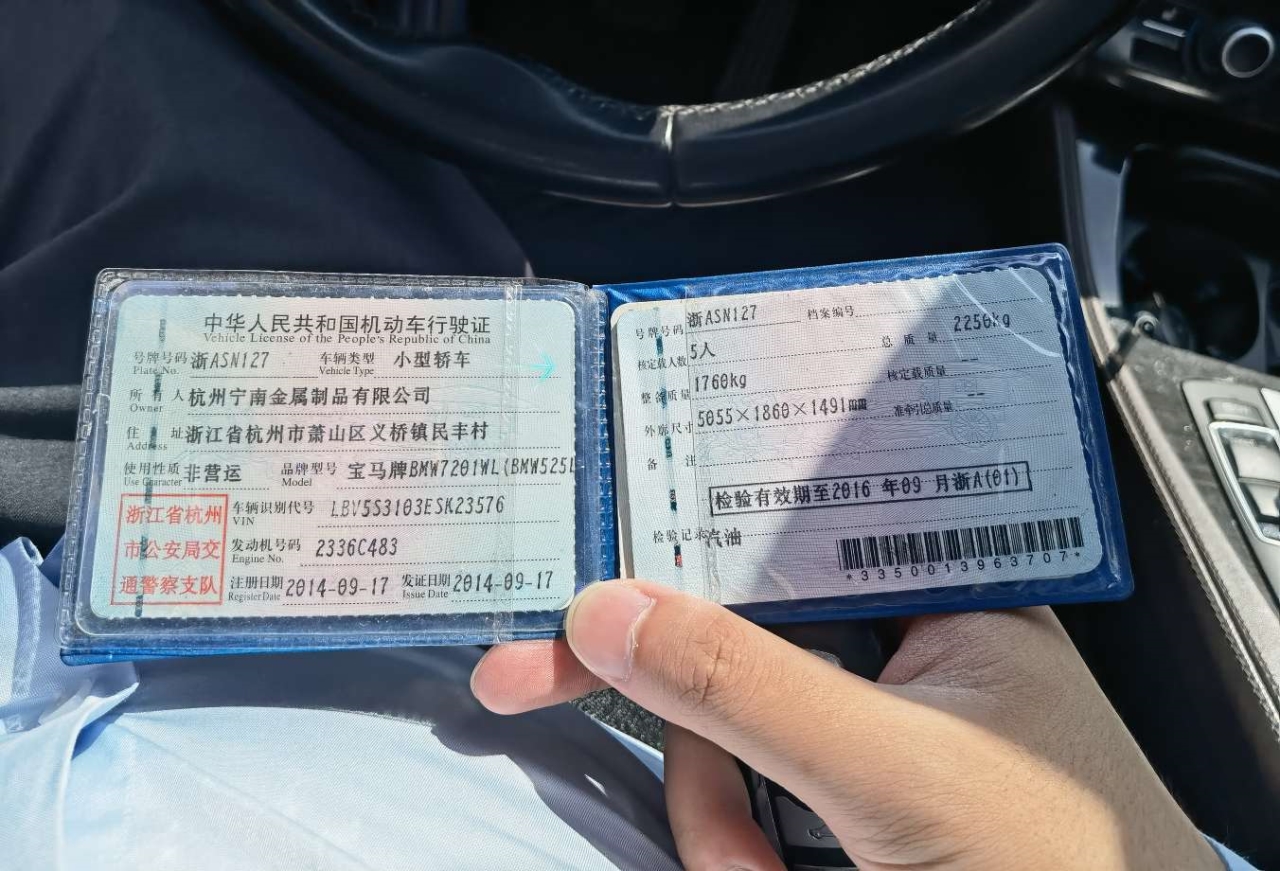 中华人民共和国机动车行驶证
Vehicle License of the People's Republic of China
号牌号码 浙ASN127 车辆类型 小型轿车
Plate No. Vehicle Type
所有人 杭州宁南金属制品有限公司
Owner
住址 浙江省杭州市萧山区义桥镇民丰村
Address
使用性质 非营运 品牌型号 宝马牌BMW7201WL(BMW525L
Use Character Model
浙江省杭州
市公安局交
通警察支队
车辆识别代号 LBV5S3103ESK23576
VIN
发动机号码 2336C483
Engine No.
注册日期 2014-09-17 发证日期 2014-09-17
Register Date Issue Date
号牌号码 浙ASN127 档案编号
核定载人数 5人 总质量 2250kg
整备质量 1760kg 核定载质量 --
外廓尺寸 5055×1860×1491mm 准牵引总质量 --
备注
检验有效期至2016 年09 月浙A(01)
检验记录 汽油
*3350013963707*